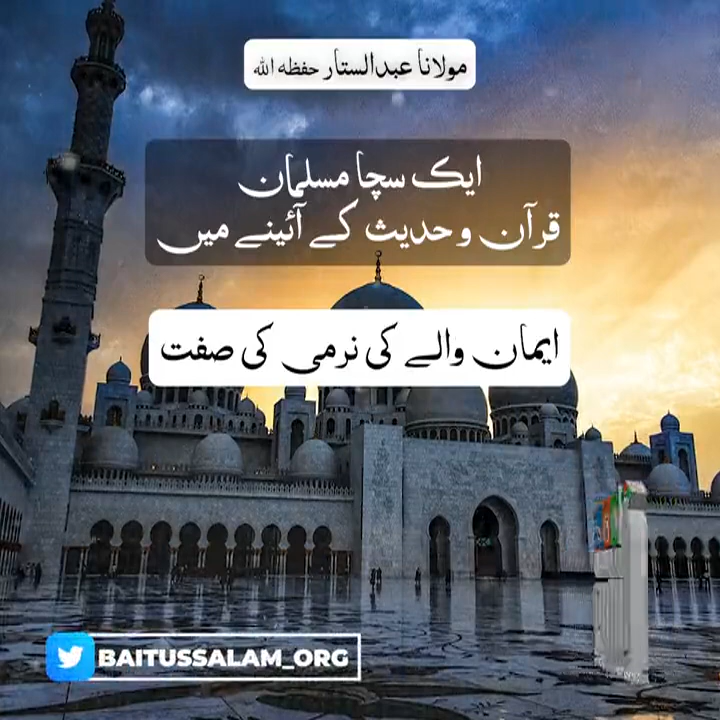 مولانا عبدالستار حفظہ اللہ
ایک سچا مسلمان
قرآن و حدیث کے آئینے میں
ایمان والے کی نرمی کی صفت
BAITUSSALAM_ORG